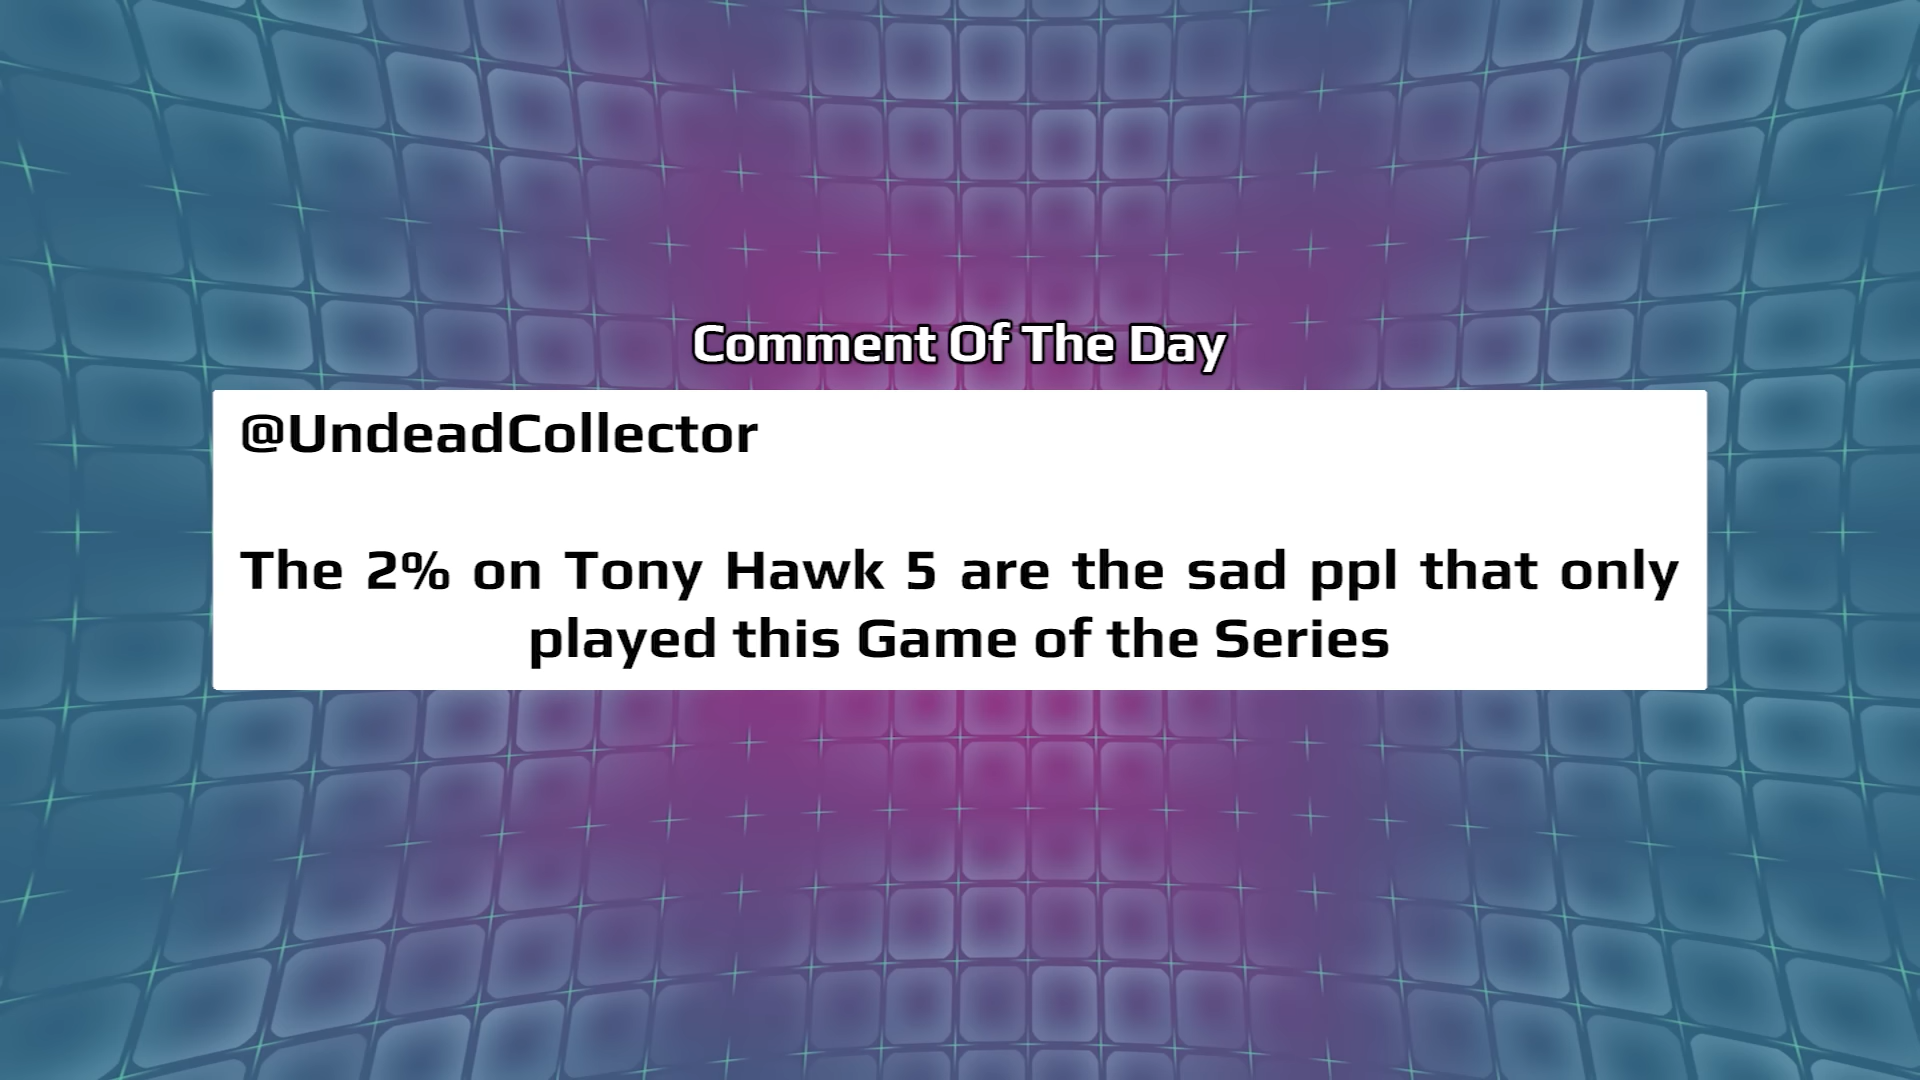 Comment Of The Day
@UndeadCollector
The 2% on Tony Hawk 5 are the sad ppl that only
played this Game of the Series